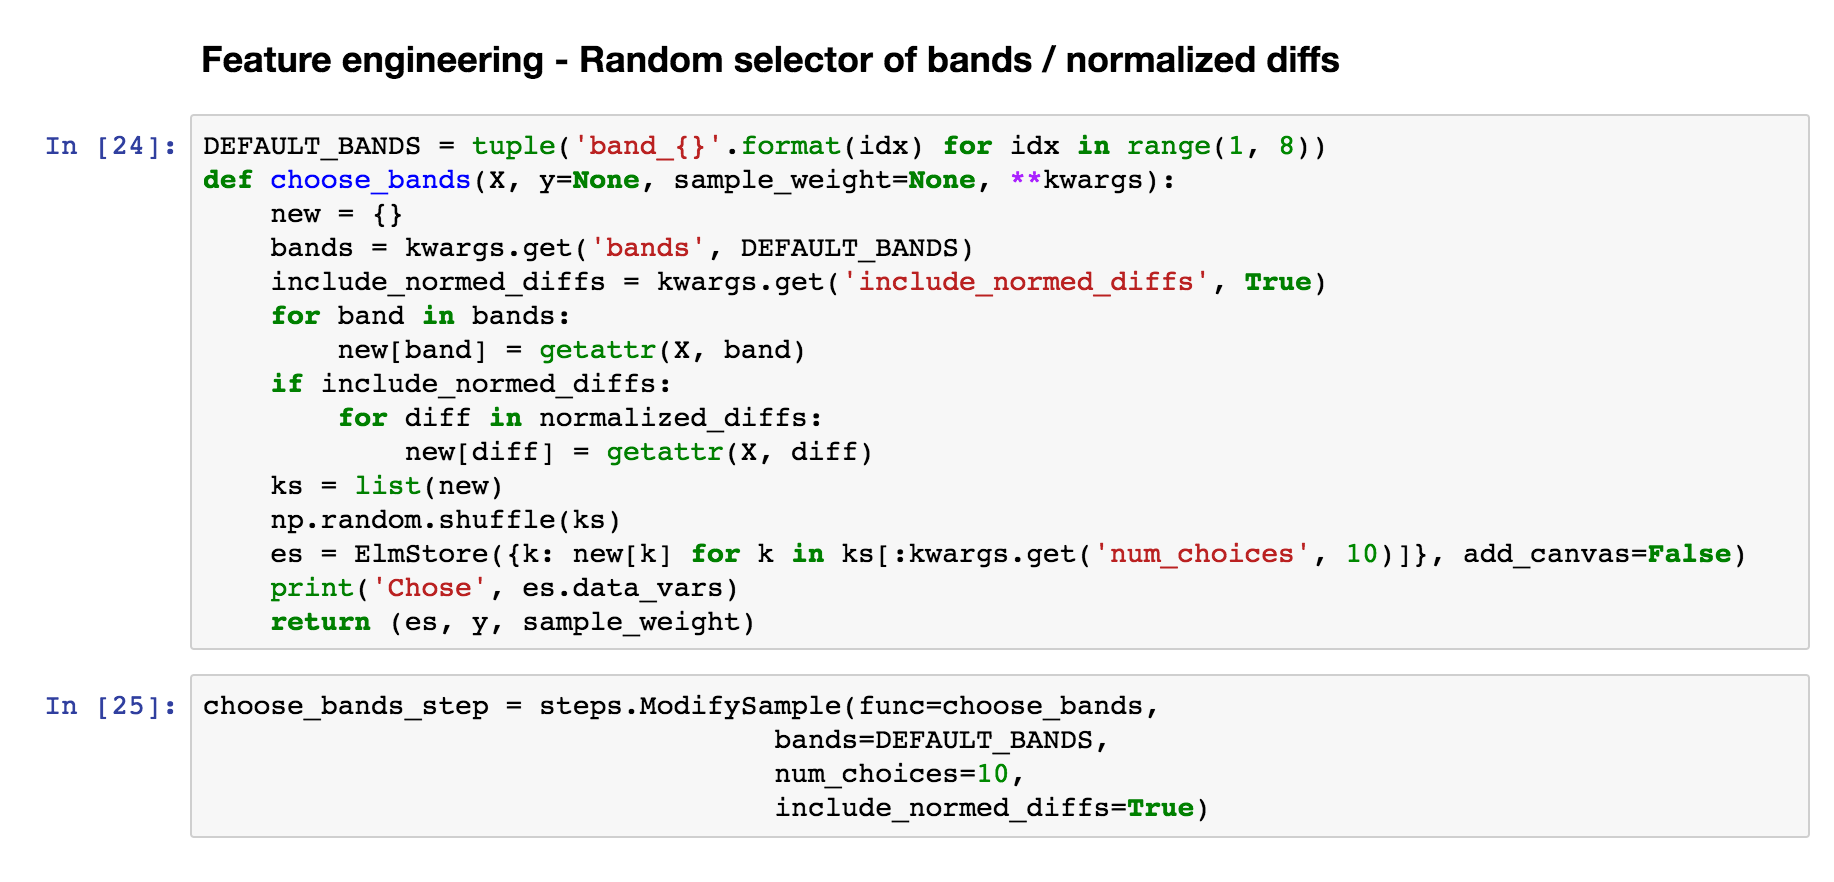 Feature engineering - Random selector of bands / normalized diffs
In [24]: DEFAULT_BANDS = tuple('band_{}'.format(idx) for idx in range(1, 8))
def choose_bands(X, y=None, sample_weight=None, **kwargs):
    new = {}
    bands = kwargs.get('bands', DEFAULT_BANDS)
    include_normed_diffs = kwargs.get('include_normed_diffs', True)
    for band in bands:
        new[band] = getattr(X, band)
    if include_normed_diffs:
        for diff in normalized_diffs:
            new[diff] = getattr(X, diff)
    ks = list(new)
    np.random.shuffle(ks)
    es = ElmStore({k: new[k] for k in ks[:kwargs.get('num_choices', 10)]}, add_canvas=False)
    print('Chose', es.data_vars)
    return (es, y, sample_weight)
In [25]: choose_bands_step = steps.ModifySample(func=choose_bands,
                                  bands=DEFAULT_BANDS,
                                  num_choices=10,
                                  include_normed_diffs=True)